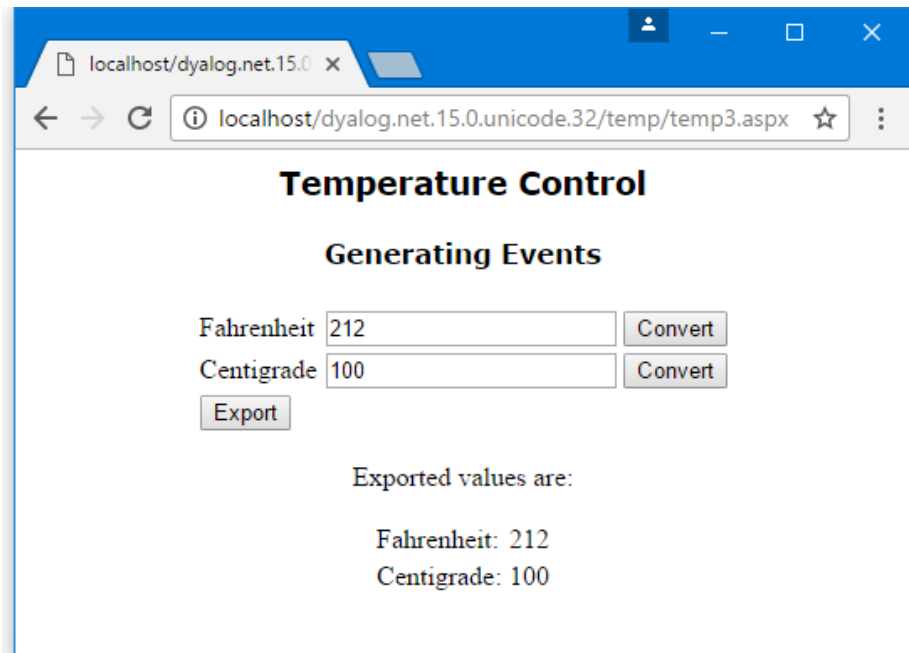 localhost/dyalog.net.15.0
localhost/dyalog.net.15.0.unicode.32/temp/temp3.aspx
Temperature Control
Generating Events
Fahrenheit 212 Convert
Centigrade 100 Convert
Export
Exported values are:
Fahrenheit: 212
Centigrade: 100